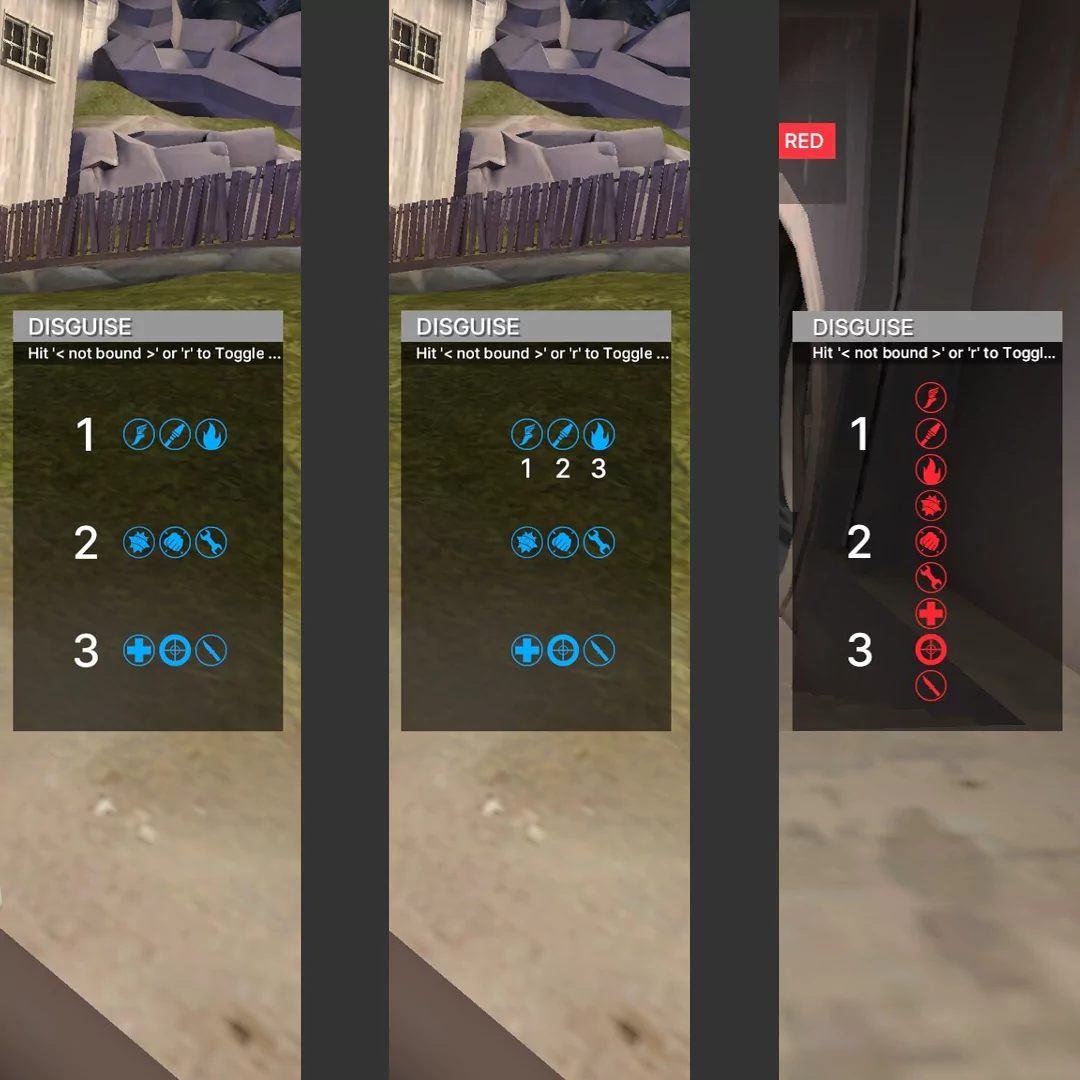 DISGUISE
Hit '< not bound >' or 'r' to Toggle ...
1
2
3
DISGUISE
Hit '< not bound >' or 'r' to Toggle ...
1 2 3
RED
DISGUISE
Hit '< not bound >' or 'r' to Toggl...
1
2
3